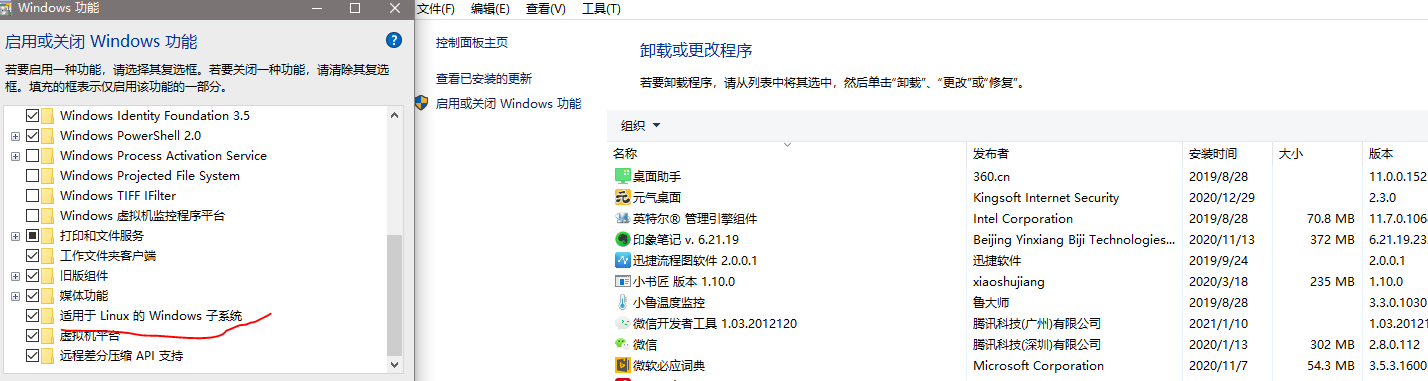 Windows 功能
启用或关闭 Windows 功能
若要启用一种功能，请选择其复选框。若要关闭一种功能，请清除其复选
框。填充的框表示仅启用该功能的一部分。
Windows Identity Foundation 3.5
Windows PowerShell 2.0
Windows Process Activation Service
Windows Projected File System
Windows TIFF IFilter
Windows 虚拟机监控程序平台
打印和文件服务
工作文件夹客户端
旧版组件
媒体功能
适用于 Linux 的 Windows 子系统
虚拟机平台
远程差分压缩 API 支持
文件(F) 编辑(E) 查看(V) 工具(T)
控制面板主页
查看已安装的更新
启用或关闭 Windows 功能
卸载或更改程序
若要卸载程序，请从列表中将其选中，然后单击“卸载”、“更改”或“修复”。
组织
名称 发布者 安装时间 大小 版本
桌面助手 360.cn 2019/8/28 11.0.0.152
元气桌面 Kingsoft Internet Security 2020/12/29 2.3.0
英特尔® 管理引擎组件 Intel Corporation 2019/8/28 70.8 MB 11.7.0.106
印象笔记 v. 6.21.19 Beijing Yinxiang Biji Technologies... 2020/11/13 372 MB 6.21.19.23
迅捷流程图软件 2.0.0.1 迅捷软件 2019/9/24 2.0.0.1
小书匠 版本 1.10.0 xiaoshujiang 2020/3/18 235 MB 1.10.0
小鲁温度监控 鲁大师 2019/8/28 3.3.0.1030
微信开发者工具 1.03.2012120 腾讯科技(广州)有限公司 2021/1/10 1.03.20121
微信 腾讯科技(深圳)有限公司 2020/1/13 302 MB 2.8.0.112
微软必应词典 Microsoft Corporation 2020/11/7 54.3 MB 3.5.3.1600